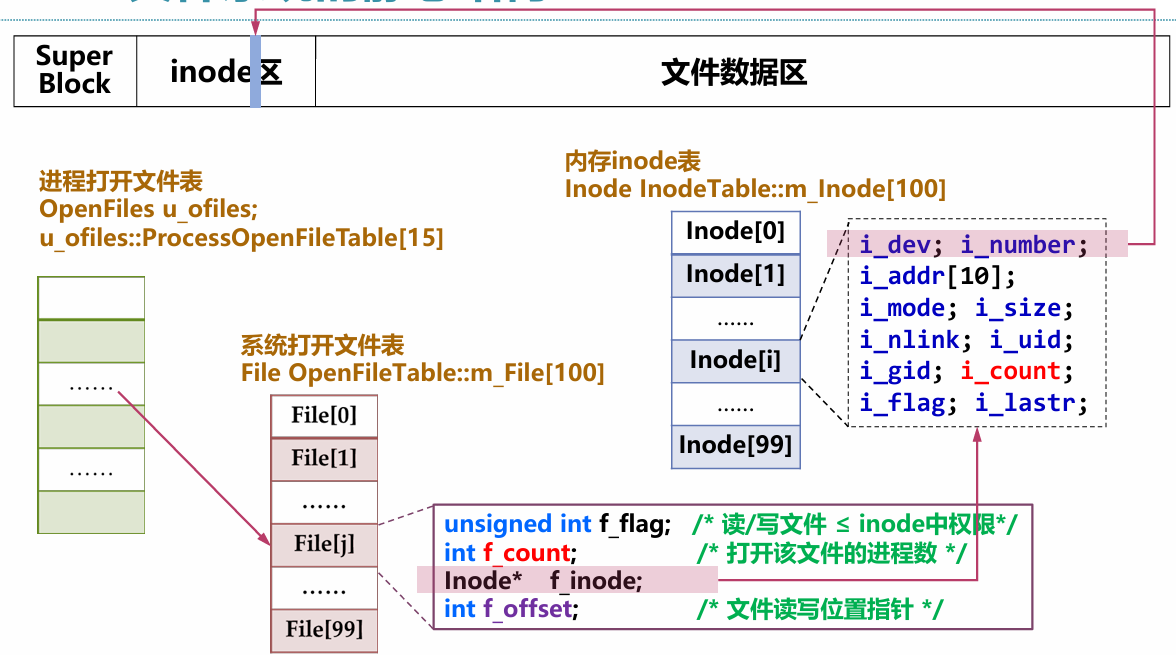 Super
Block
inode区
文件数据区
进程打开文件表
OpenFiles u_ofiles;
u_ofiles::ProcessOpenFileTable[15]
……
……
系统打开文件表
File OpenFileTable::m_File[100]
File[0]
File[1]
……
File[j]
……
File[99]
内存inode表
Inode InodeTable::m_Inode[100]
Inode[0]
Inode[1]
……
Inode[i]
……
Inode[99]
i_dev; i_number;
i_addr[10];
i_mode; i_size;
i_nlink; i_uid;
i_gid; i_count;
i_flag; i_lastr;
unsigned int f_flag; /* 读/写文件 ≤ inode中权限*/
int f_count; /* 打开该文件的进程数 */
Inode* f_inode;
int f_offset; /* 文件读写位置指针 */